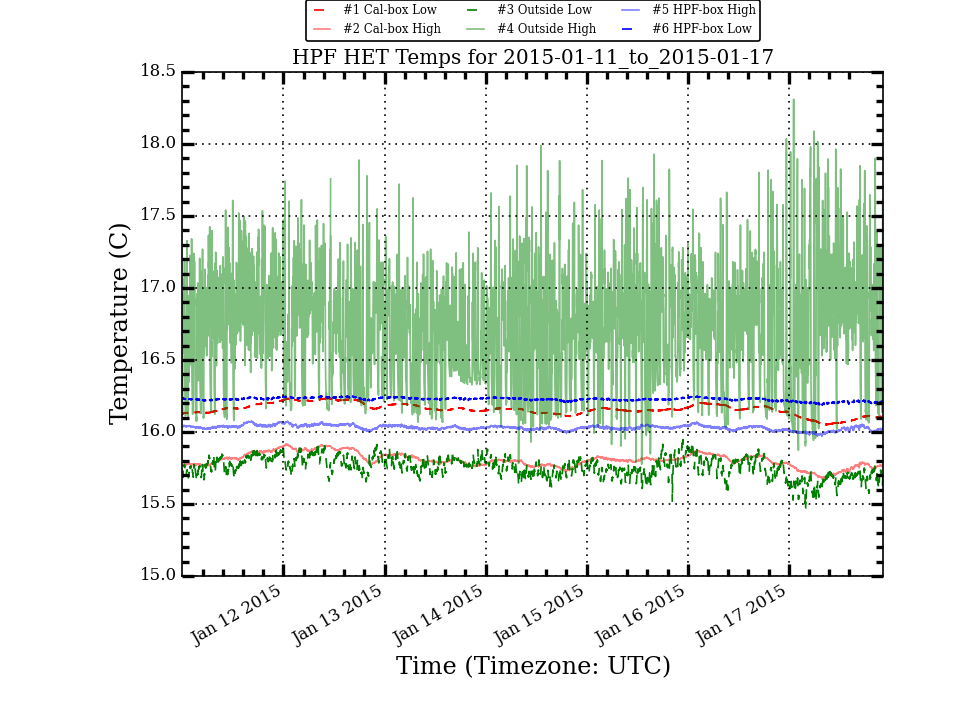 #1 Cal-box Low #3 Outside Low #5 HPF-box High
#2 Cal-box High #4 Outside High #6 HPF-box Low
HPF HET Temps for 2015-01-11_to_2015-01-17
18.5
18.0
17.5
17.0
16.5
16.0
15.5
15.0
Temperature (C)
Jan 12 2015 Jan 13 2015 Jan 14 2015 Jan 15 2015 Jan 16 2015 Jan 17 2015
Time (Timezone: UTC)